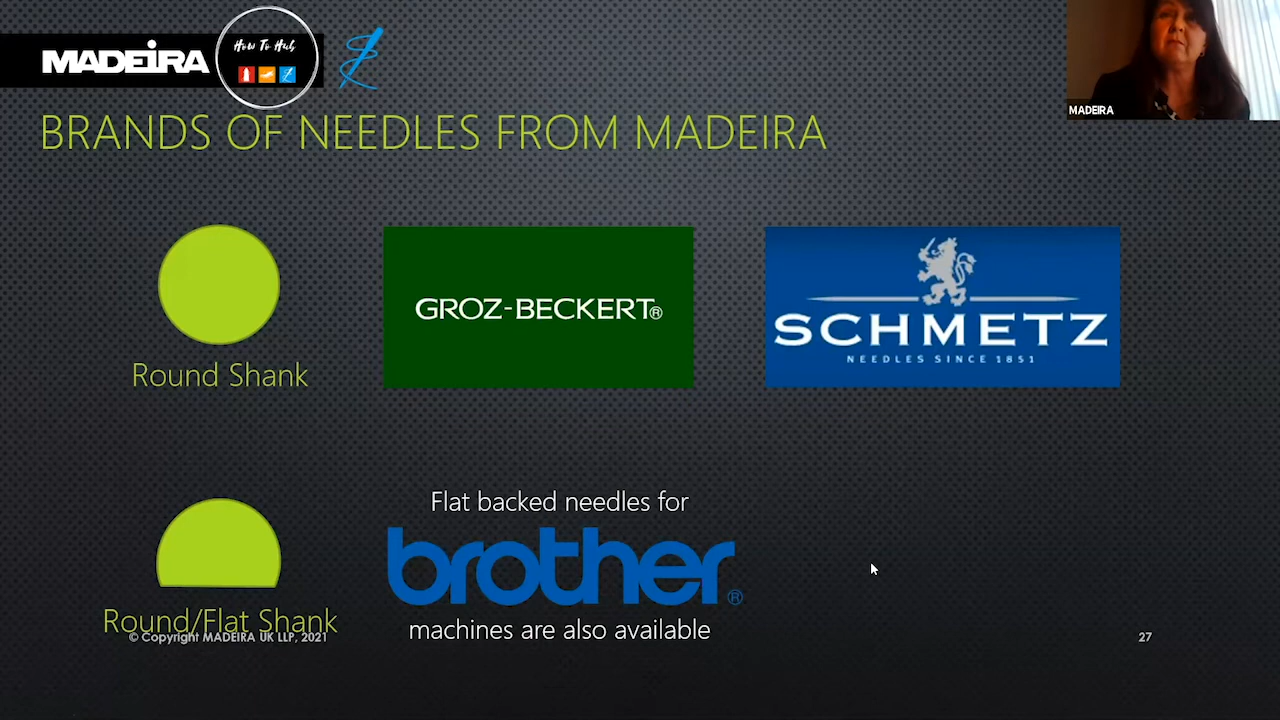 MADEIRA
How To Hub
MADEIRA
BRANDS OF NEEDLES FROM MADEIRA
GROZ-BECKERT®
SCHMETZ
NEEDLES SINCE 1851
Round Shank
Flat backed needles for
brother®
machines are also available
Round/Flat Shank
© Copyright MADEIRA UK LLP, 2021
27